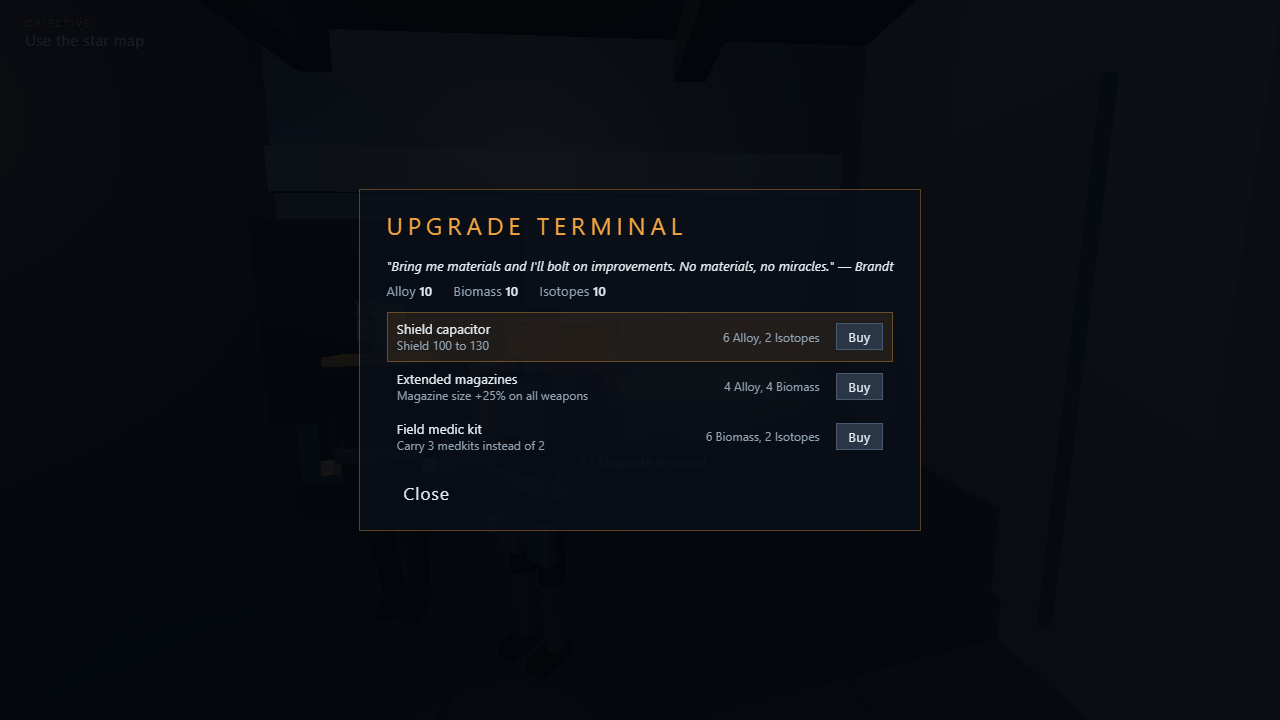 OBJECTIVE
Use the star map
UPGRADE TERMINAL
"Bring me materials and I'll bolt on improvements. No materials, no miracles." — Brandt
Alloy 10 Biomass 10 Isotopes 10
Shield capacitor
Shield 100 to 130
6 Alloy, 2 Isotopes
Buy
Extended magazines
Magazine size +25% on all weapons
4 Alloy, 4 Biomass
Buy
Field medic kit
Carry 3 medkits instead of 2
6 Biomass, 2 Isotopes
Buy
Upgrade terminal
Close